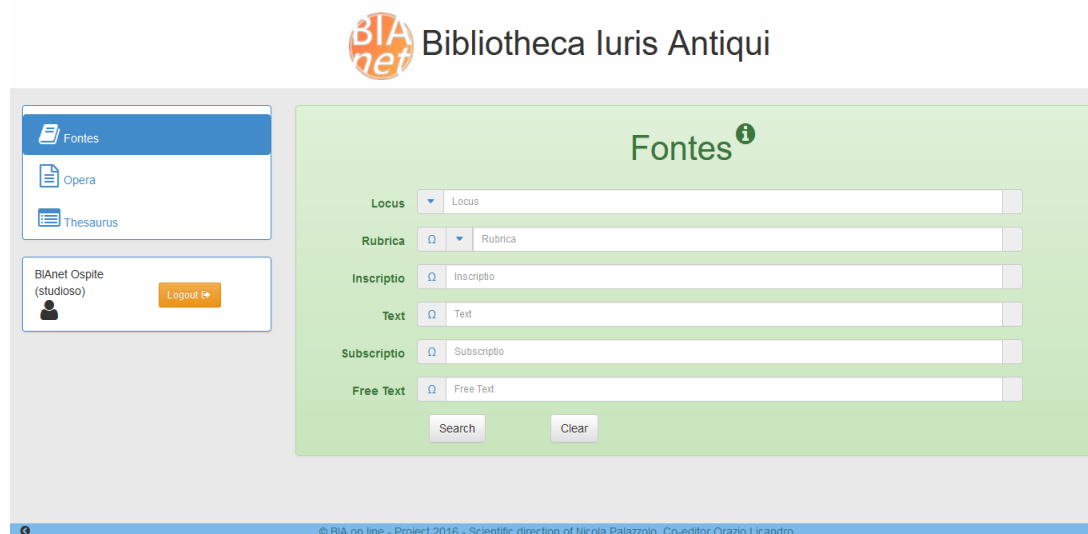 BIA
net
Bibliotheca Iuris Antiqui
Fontes
Opera
Thesaurus
BIAnet Ospite
(studioso)
Logout
Fontes
Locus Locus
Rubrica Ω Rubrica
Inscriptio Ω Inscriptio
Text Ω Text
Subscriptio Ω Subscriptio
Free Text Ω Free Text
Search Clear
© BIA on line - Project 2016 - Scientific direction of Nicola Palazzolo, Co-editor Orazio Licandro